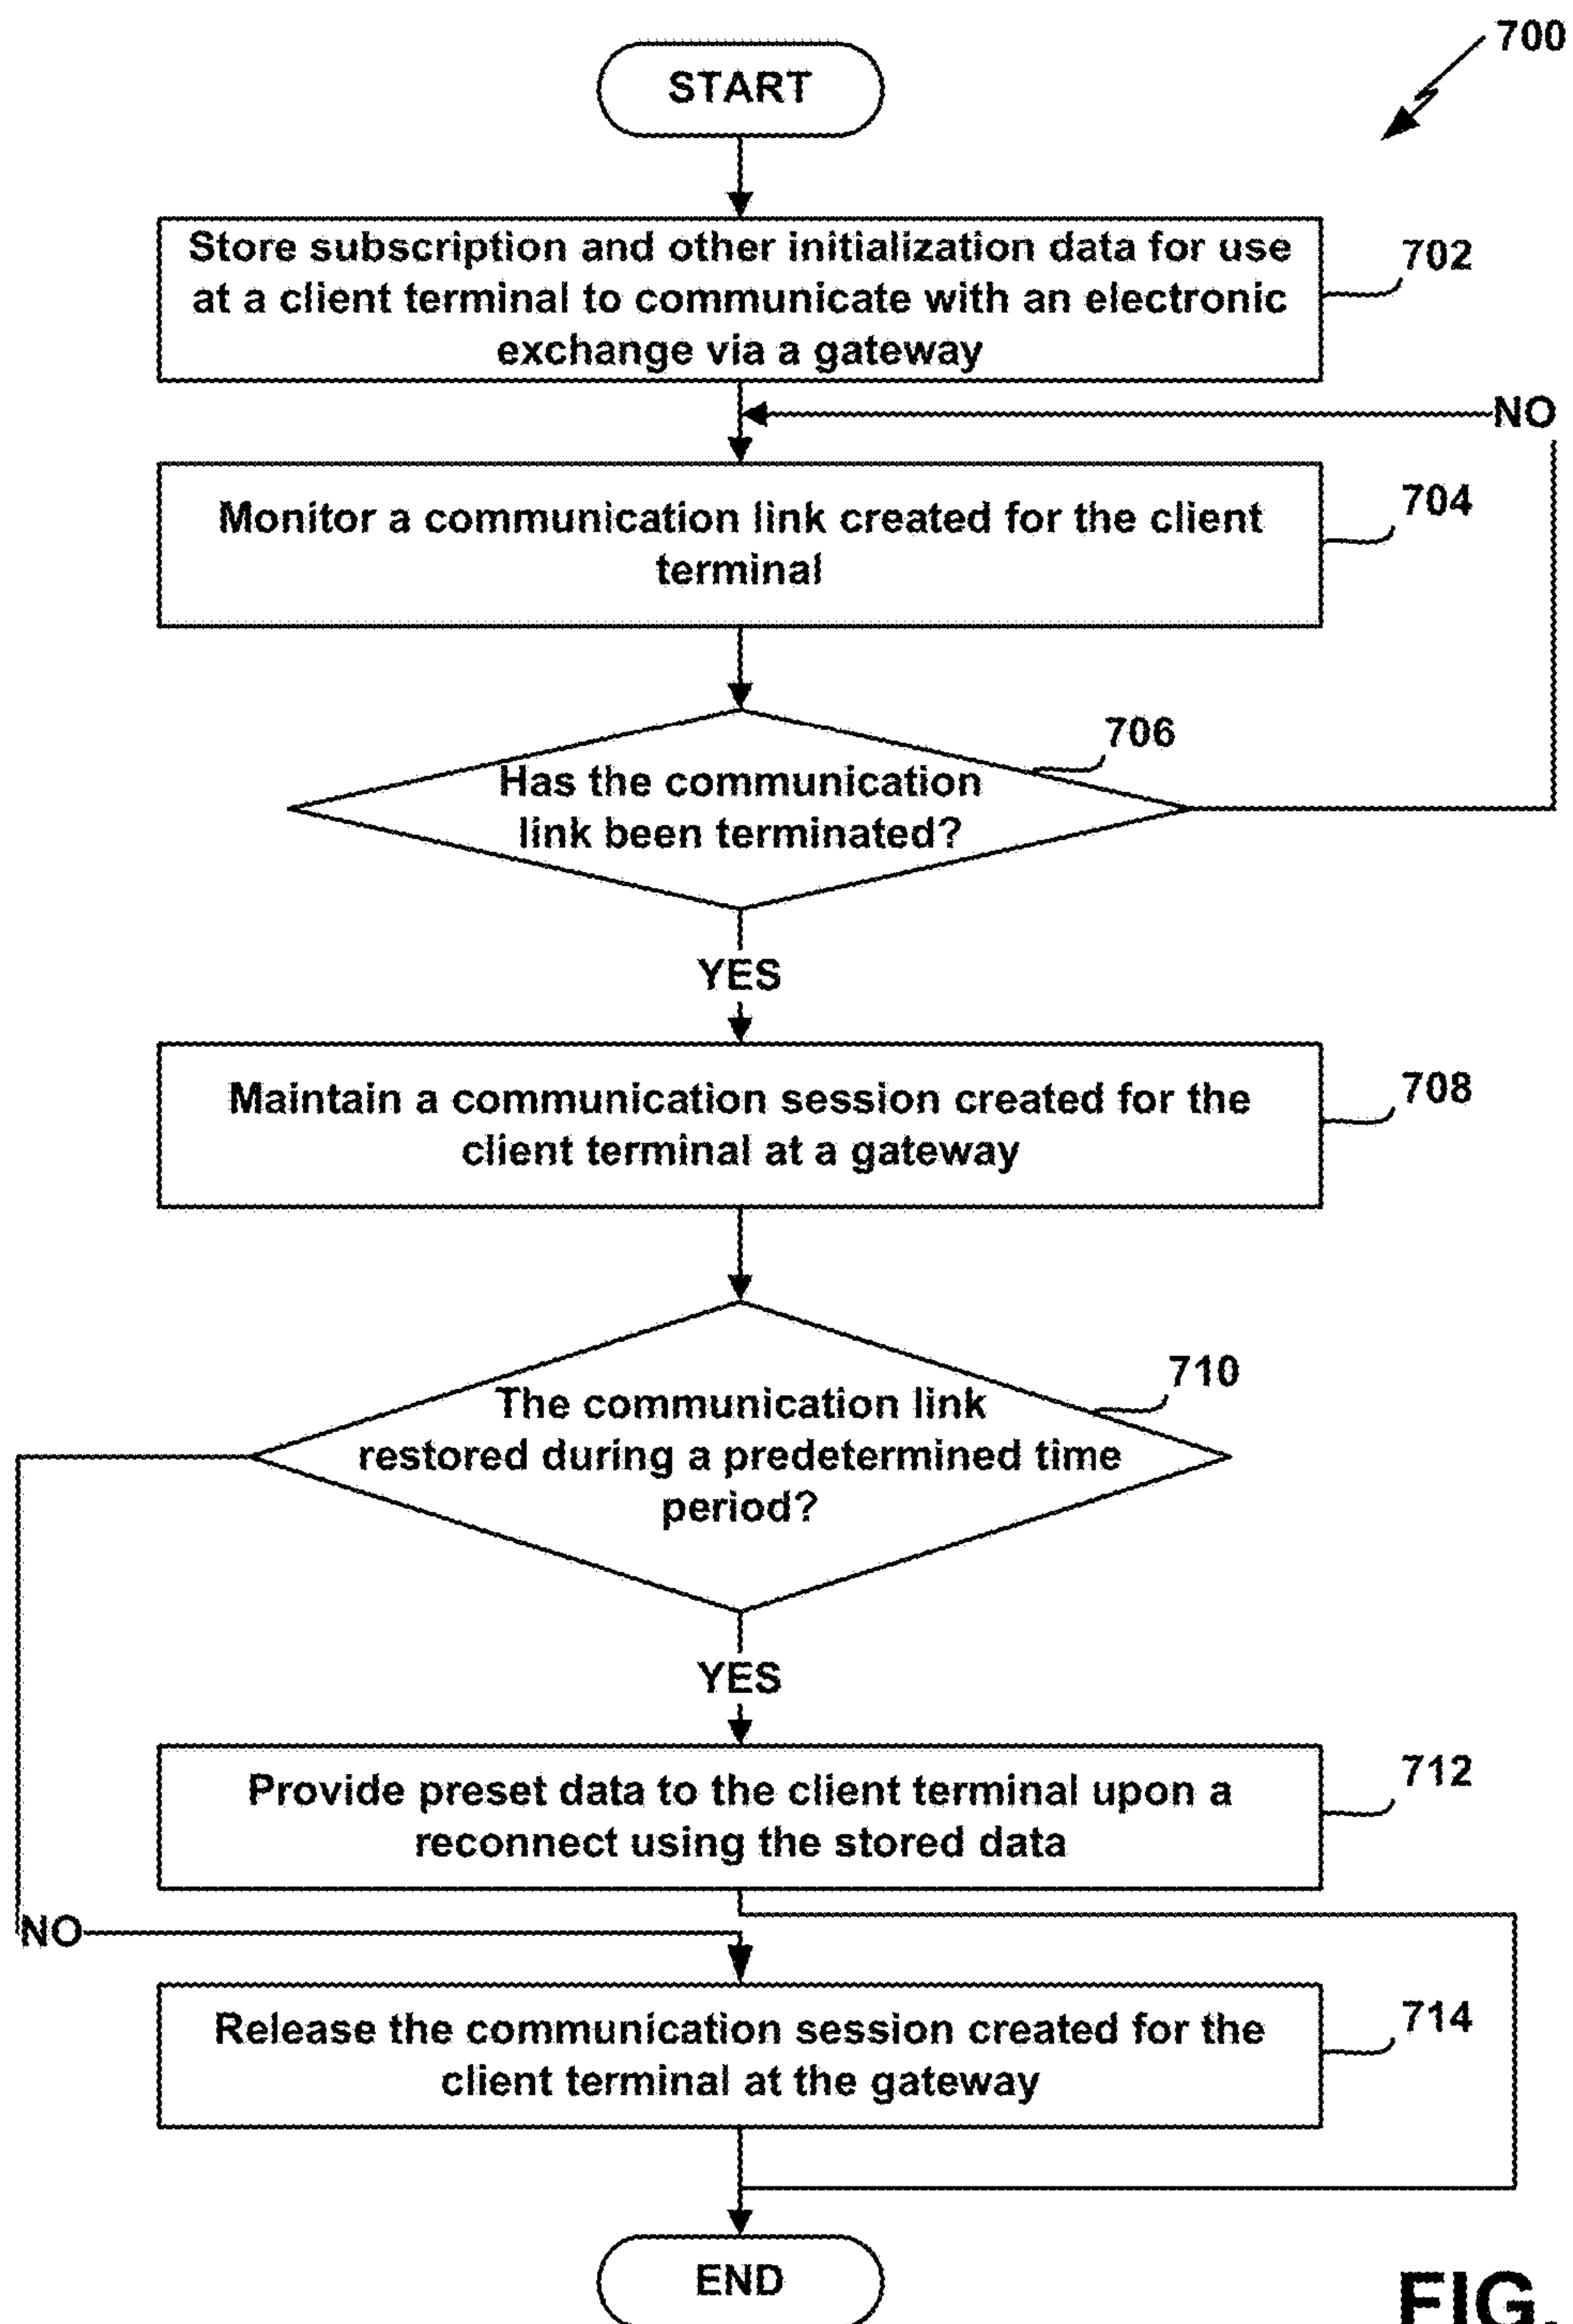 700
START
Store subscription and other initialization data for use
at a client terminal to communicate with an electronic
exchange via a gateway
702
NO
Monitor a communication link created for the client
terminal
704
706
Has the communication
link been terminated?
YES
Maintain a communication session created for the
client terminal at a gateway
708
710
The communication link
restored during a predetermined time
period?
YES
Provide preset data to the client terminal upon a
reconnect using the stored data
712
NO
Release the communication session created for the
client terminal at the gateway
714
END
FIG.